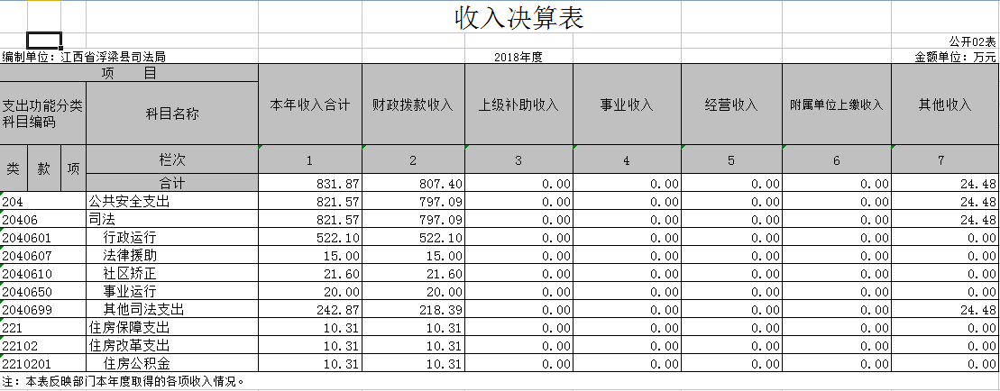 收入决算表
公开02表
编制单位：江西省浮梁县司法局 2018年度 金额单位：万元
项 目 本年收入合计 财政拨款收入 上级补助收入 事业收入 经营收入 附属单位上缴收入 其他收入
支出功能分类科目编码 科目名称
类 款 项 栏次 1 2 3 4 5 6 7
合计 831.87 807.40 0.00 0.00 0.00 0.00 24.48
204 公共安全支出 821.57 797.09 0.00 0.00 0.00 0.00 24.48
20406 司法 821.57 797.09 0.00 0.00 0.00 0.00 24.48
2040601 行政运行 522.10 522.10 0.00 0.00 0.00 0.00 0.00
2040607 法律援助 15.00 15.00 0.00 0.00 0.00 0.00 0.00
2040610 社区矫正 21.60 21.60 0.00 0.00 0.00 0.00 0.00
2040650 事业运行 20.00 20.00 0.00 0.00 0.00 0.00 0.00
2040699 其他司法支出 242.87 218.39 0.00 0.00 0.00 0.00 24.48
221 住房保障支出 10.31 10.31 0.00 0.00 0.00 0.00 0.00
22102 住房改革支出 10.31 10.31 0.00 0.00 0.00 0.00 0.00
2210201 住房公积金 10.31 10.31 0.00 0.00 0.00 0.00 0.00
注：本表反映部门本年度取得的各项收入情况。